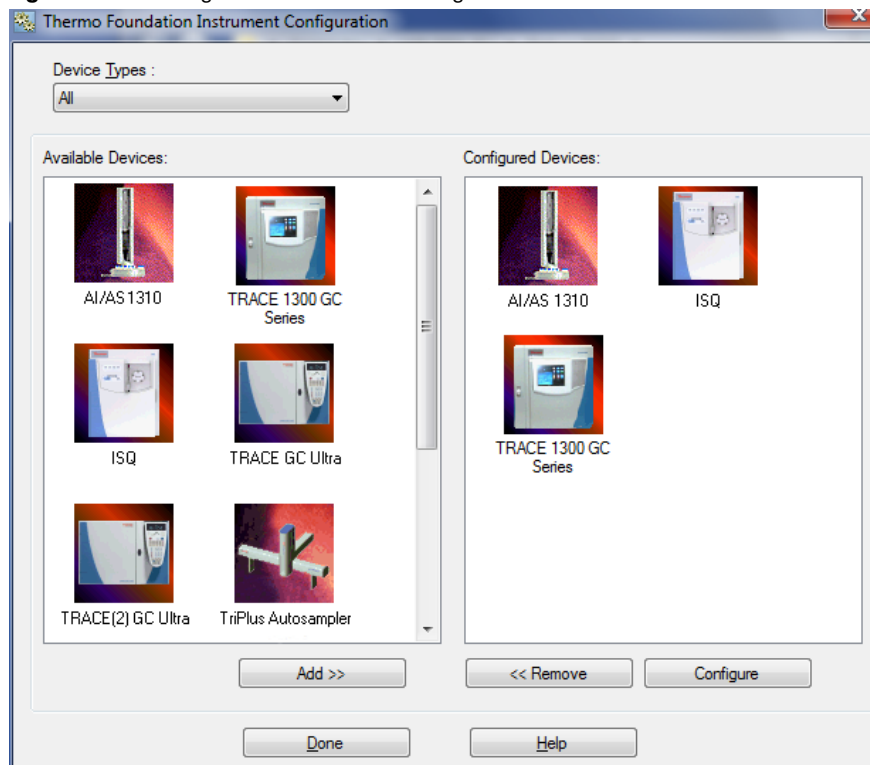 Thermo Foundation Instrument Configuration
Device Types :
All
Available Devices:
AI/AS1310
TRACE 1300 GC
Series
ISQ
TRACE GC Ultra
TRACE(2) GC Ultra
TriPlus Autosampler
Add >>
Configured Devices:
AI/AS 1310
ISQ
TRACE 1300 GC
Series
<< Remove
Configure
Done
Help